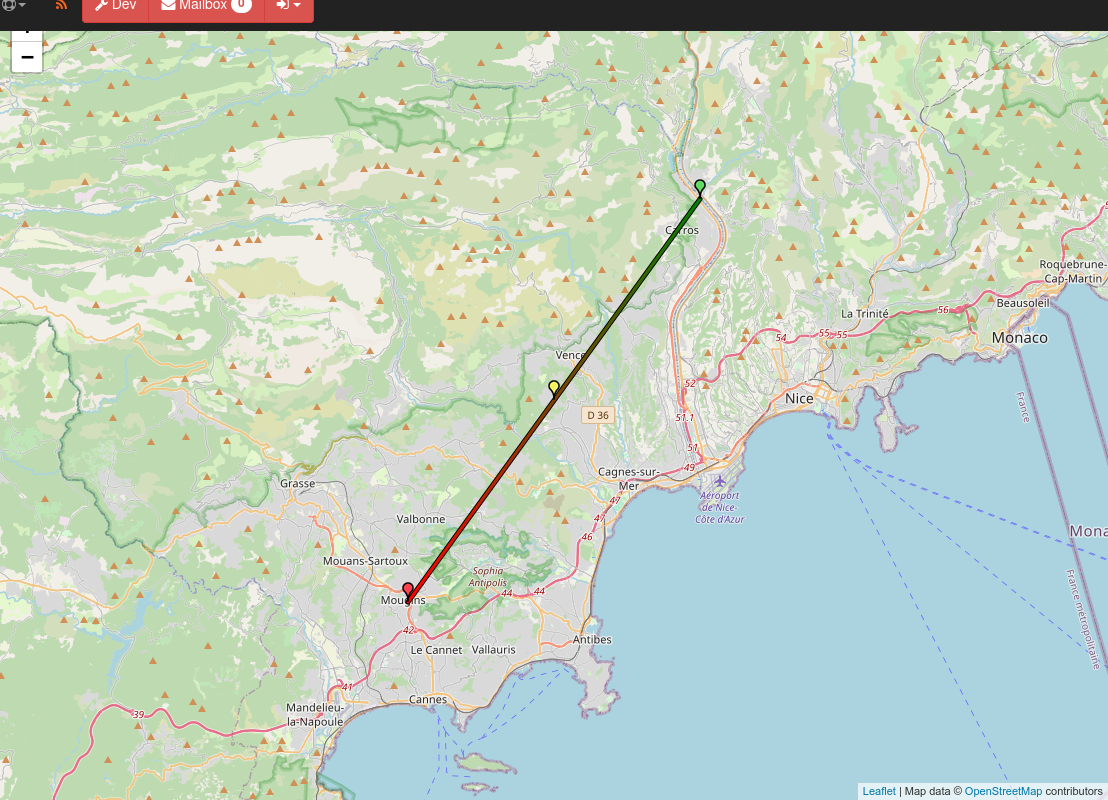 Dev
Mailbox 0
−
Carros
Roquebrune-
Cap-Martin
Beausoleil
La Trinité
56
55
55
54
Monaco
Vence
52
Nice
D 36
51.1
51
49
Cagnes-sur-
Mer
Aéroport
de Nice-
Côte d'Azur
Grasse
47
47
46
Valbonne
France
Mouans-Sartoux
Sophia
Antipolis
44
44
Mougins
42
France métropolitaine
Le Cannet
Vallauris
Antibes
41
Cannes
39
Mandelieu-
la-Napoule
Leaflet | Map data © OpenStreetMap contributors